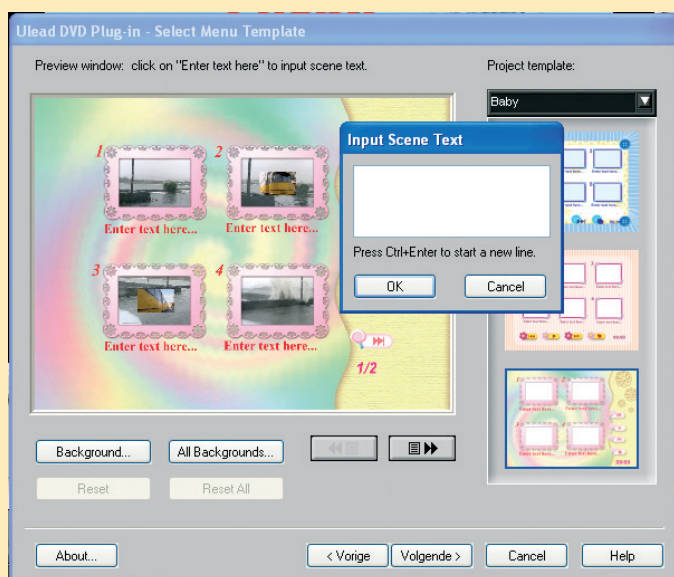 Ulead DVD Plug-in - Select Menu Template
Preview window: click on "Enter text here" to input scene text.
Project template:
Baby
Input Scene Text
Press Ctrl+Enter to start a new line.
OK
Cancel
1
2
Enter text here...
Enter text here...
3
4
Enter text here...
Enter text here...
1/2
Background...
All Backgrounds...
Reset
Reset All
About...
< Vorige
Volgende >
Cancel
Help